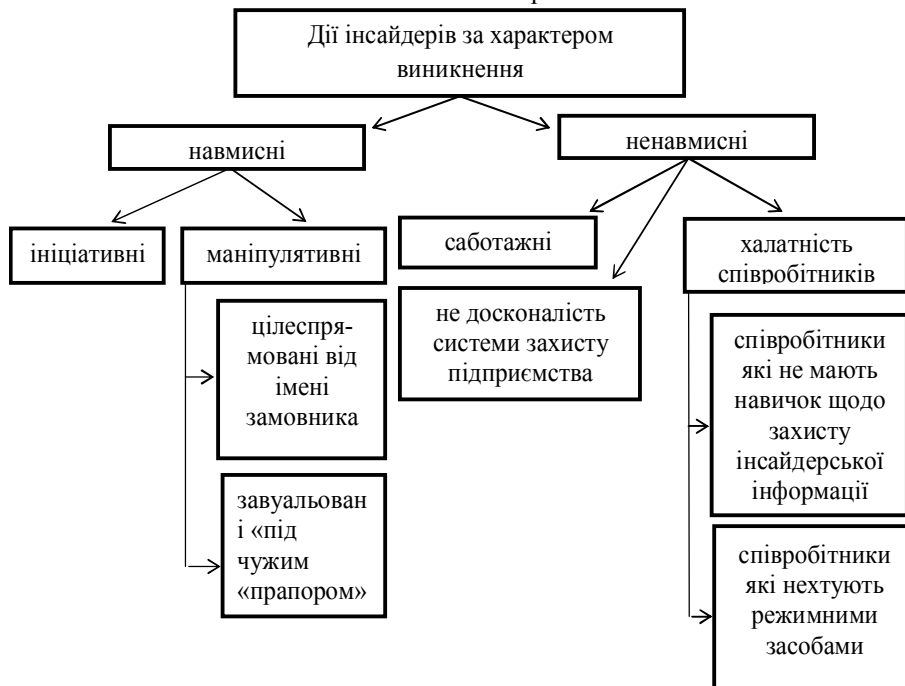 Дії інсайдерів за характером
виникнення
навмисні
ненавмисні
ініціативні
маніпулятивні
саботажні
халатність
співробітників
цілеспря-
мовані від
імені
замовника
не досконалість
системи захисту
підприємства
співробітники
які не мають
навичок щодо
захисту
інсайдерської
інформації
завуальован
і «під
чужим
«прапором»
співробітники
які нехтують
режимними
засобами